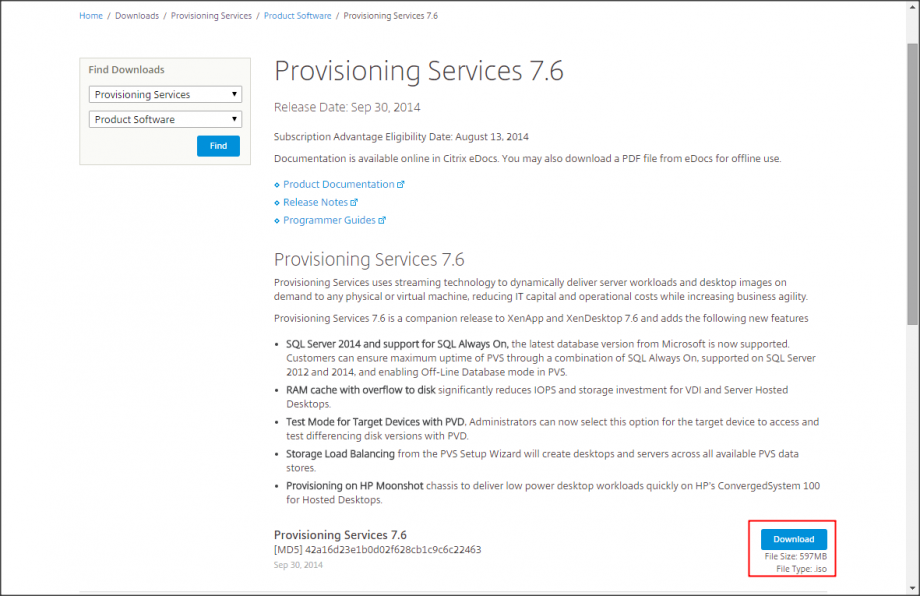 Home / Downloads / Provisioning Services / Product Software / Provisioning Services 7.6
Find Downloads
Provisioning Services
Product Software
Find
Provisioning Services 7.6
Release Date: Sep 30, 2014
Subscription Advantage Eligibility Date: August 13, 2014
Documentation is available online in Citrix eDocs. You may also download a PDF file from eDocs for offline use.
Product Documentation
Release Notes
Programmer Guides
Provisioning Services 7.6
Provisioning Services uses streaming technology to dynamically deliver server workloads and desktop images on
demand to any physical or virtual machine, reducing IT capital and operational costs while increasing business agility.
Provisioning Services 7.6 is a companion release to XenApp and XenDesktop 7.6 and adds the following new features
• SQL Server 2014 and support for SQL Always On, the latest database version from Microsoft is now supported.
Customers can ensure maximum uptime of PVS through a combination of SQL Always On, supported on SQL Server
2012 and 2014, and enabling Off-Line Database mode in PVS.
• RAM cache with overflow to disk significantly reduces IOPS and storage investment for VDI and Server Hosted
Desktops.
• Test Mode for Target Devices with PVD. Administrators can now select this option for the target device to access and
test differencing disk versions with PVD.
• Storage Load Balancing from the PVS Setup Wizard will create desktops and servers across all available PVS data
stores.
• Provisioning on HP Moonshot chassis to deliver low power desktop workloads quickly on HP's ConvergedSystem 100
for Hosted Desktops.
Provisioning Services 7.6
[MD5] 42a16d23e1b0d02f628cb1c9c6c22463
Sep 30, 2014
Download
File Size: 597MB
File Type: .iso